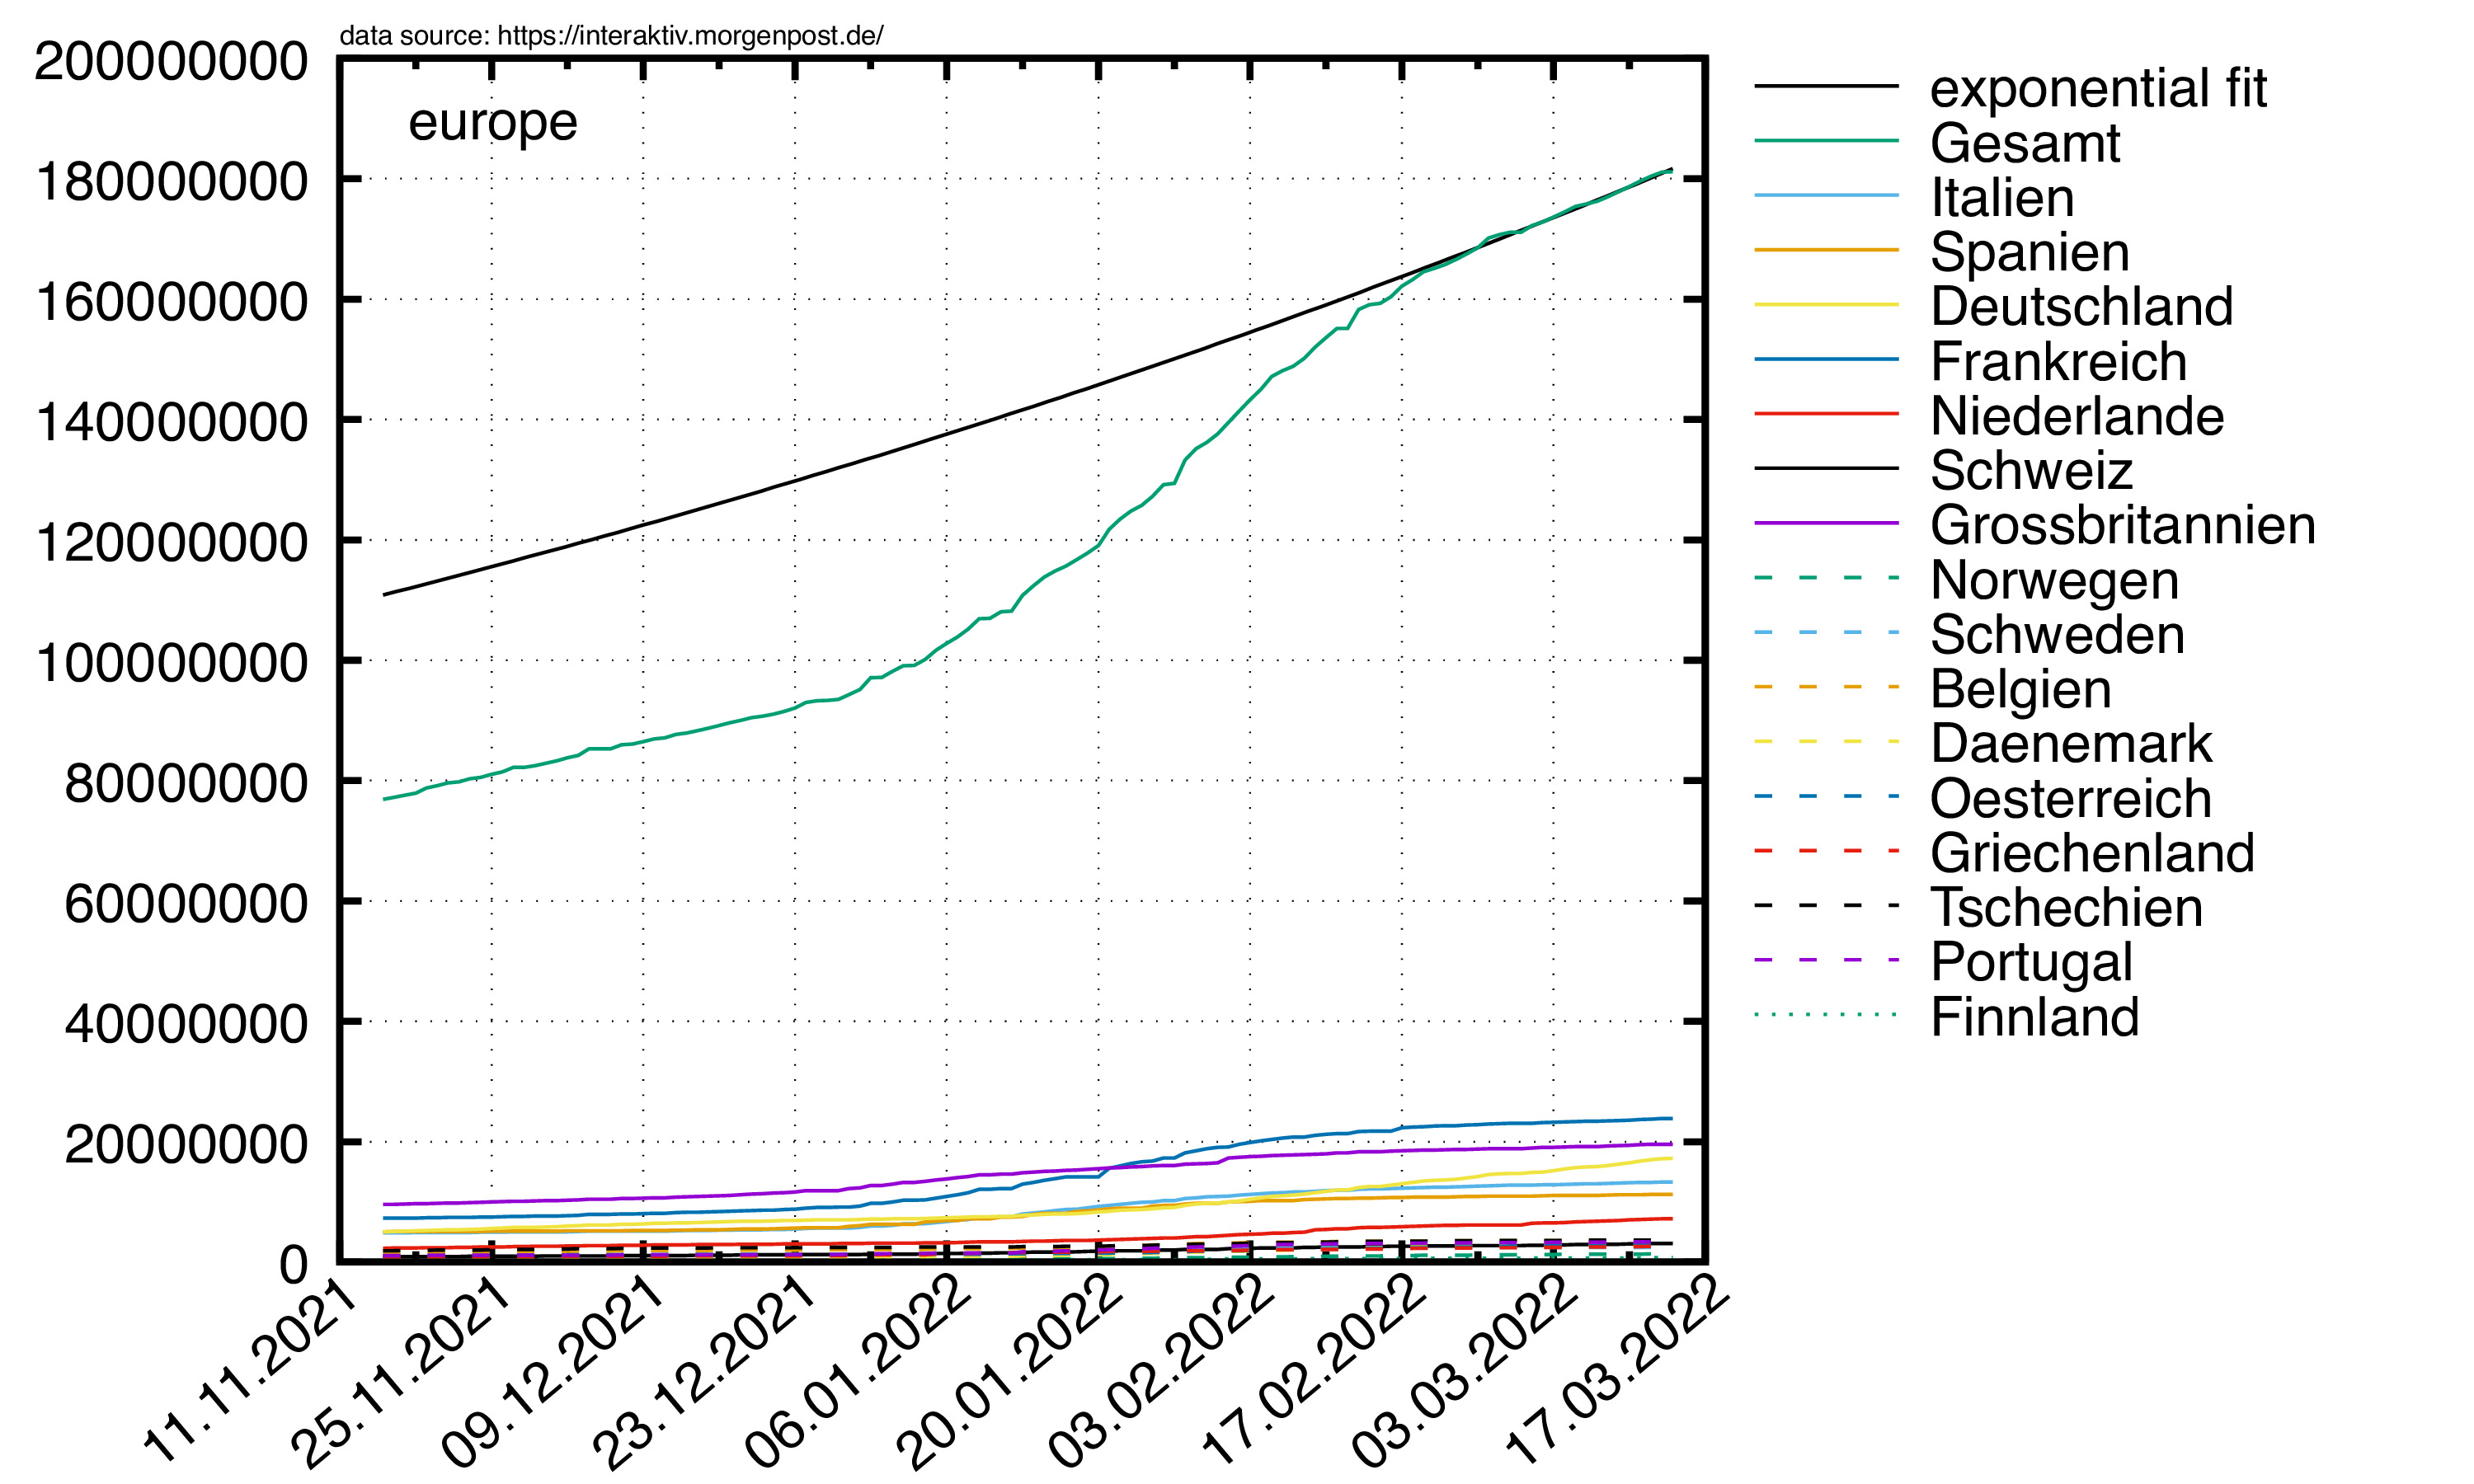 data source: https://interaktiv.morgenpost.de/
europe
200000000
180000000
160000000
140000000
120000000
100000000
80000000
60000000
40000000
20000000
0
11.11.2021
25.11.2021
09.12.2021
23.12.2021
06.01.2022
20.01.2022
03.02.2022
17.02.2022
03.03.2022
17.03.2022
exponential fit
Gesamt
Italien
Spanien
Deutschland
Frankreich
Niederlande
Schweiz
Grossbritannien
Norwegen
Schweden
Belgien
Daenemark
Oesterreich
Griechenland
Tschechien
Portugal
Finnland